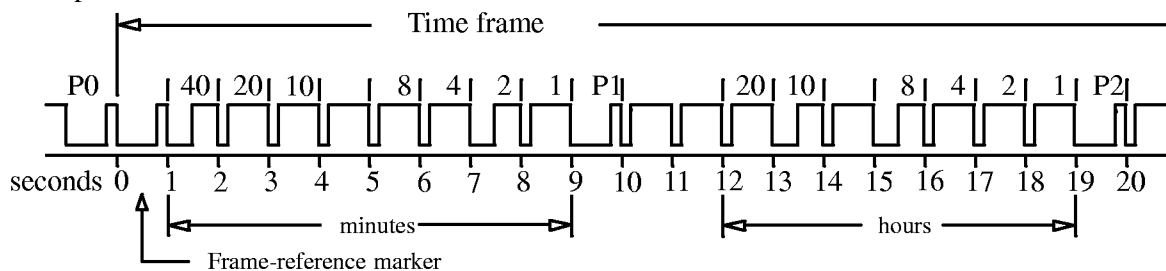 Time frame
P0 40 20 10 8 4 2 1 P1 20 10 8 4 2 1 P2
seconds 0 1 2 3 4 5 6 7 8 9 10 11 12 13 14 15 16 17 18 19 20
minutes hours
Frame-reference marker